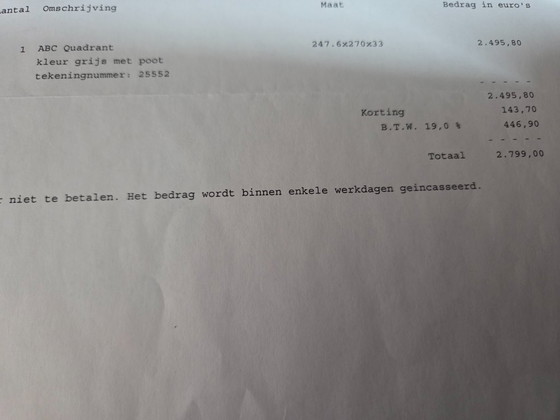 Omschrijving Maat Bedrag in euro's
1 ABC Quadrant 247.6x270x33 2.495,80
kleur grijs met poot
tekeningnummer: 25552
- - - - -
2.495,80
Korting 143,70
B.T.W. 19,0 % 446,90
- - - - -
Totaal 2.799,00
niet te betalen. Het bedrag wordt binnen enkele werkdagen geincasseerd.